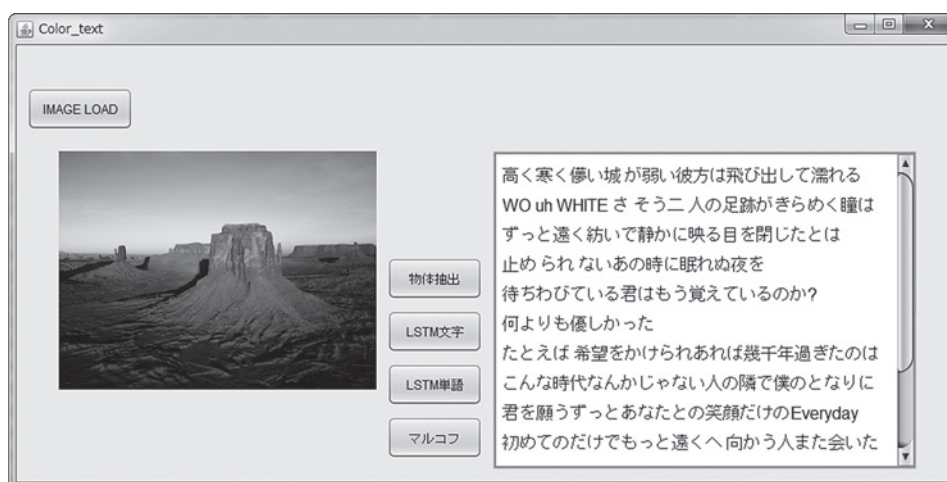 Color_text
IMAGE LOAD
物体抽出
LSTM文字
LSTM単語
マルコフ
高く寒く儚い城 が弱い彼方は飛び出して濡れる
WO uh WHITE さ そう二 人の足跡がきらめく瞳は
ずっと遠く紡いで静かに映る目を閉じたとは
止め られ ないあの時に眠れぬ夜を
待ちわびている君はもう覚えているのか?
何よりも優しかった
たとえば 希望をかけられあれば幾千年過ぎたのは
こんな時代なんかじゃない人の隣で僕のとなりに
君を願うずっとあなたとの笑顔だけのEveryday
初めてのだけでもっと遠くへ 向かう人また会いた